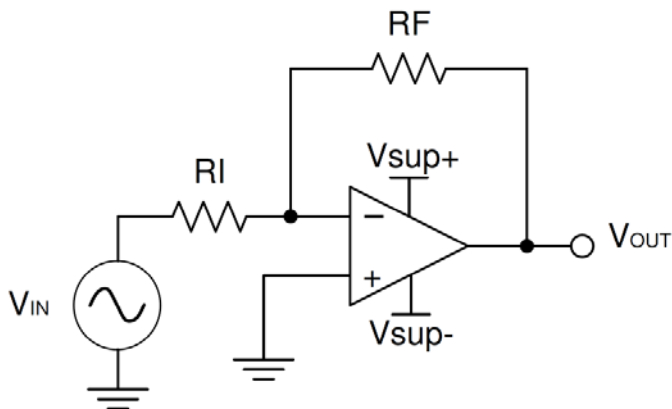 RF
Vsup+
RI
−
VOUT
+
VIN
Vsup-